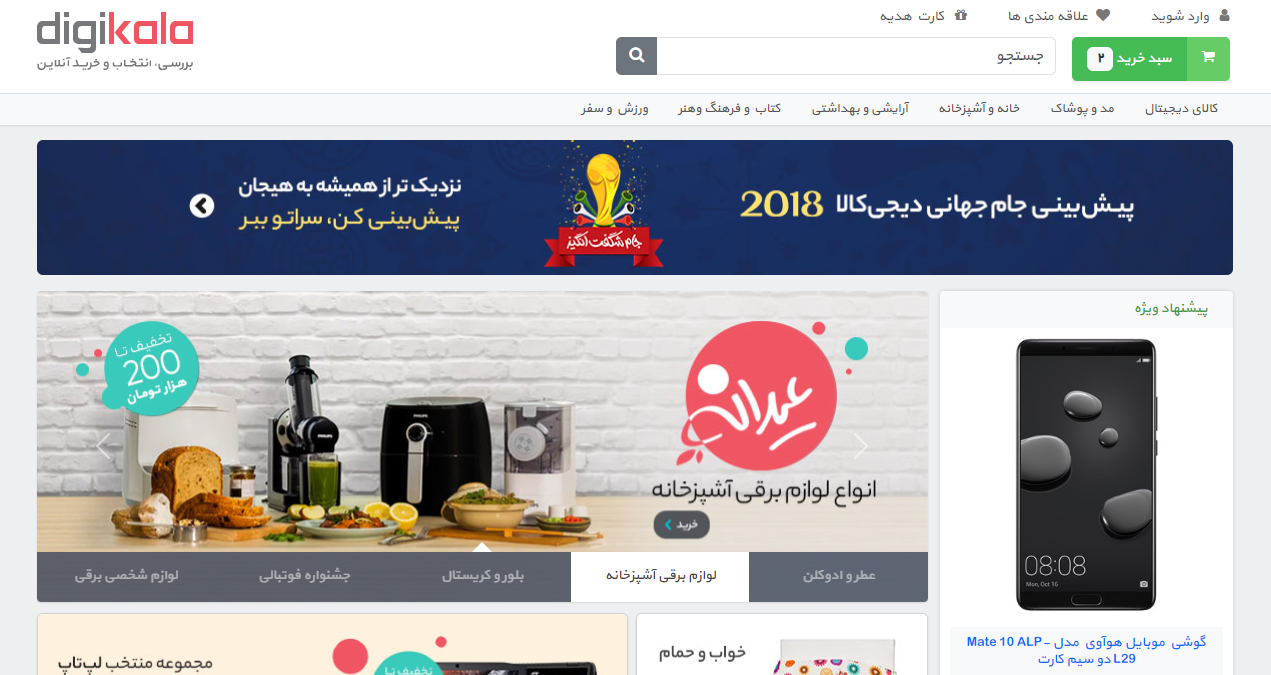 وارد شوید
علاقه مندی ها
کارت هدیه
digikala
بررسی، انتخاب و خرید آنلاین
سبد خرید ۲
جستجو
کالای دیجیتال
مد و پوشاک
خانه و آشپزخانه
آرایشی و بهداشتی
کتاب و فرهنگ وهنر
ورزش و سفر
پیش‌بینی جام جهانی دیجی‌کالا 2018
جام شگفت انگیز
نزدیک تر از همیشه به هیجان
پیش‌بینی کن، سراتو ببر
پیشنهاد ویژه
08:08
Mon, Oct 16
گوشی موبایل هوآوی مدل Mate 10 ALP-
L29 دو سیم کارت
عیدانه
انواع لوازم برقی آشپزخانه
خرید
تخفیف تا
200
هزار تومان
PHILIPS
PHILIPS
عطر و ادوکلن
لوازم برقی آشپزخانه
بلور و کریستال
جشنواره فوتبالی
لوازم شخصی برقی
خواب و حمام
تخفیف تا
مجموعه منتخب لپ‌تاپ